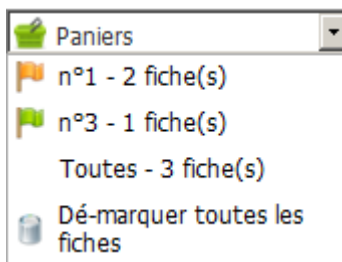 Paniers
n°1 - 2 fiche(s)
n°3 - 1 fiche(s)
Toutes - 3 fiche(s)
Dé-marquer toutes les
fiches